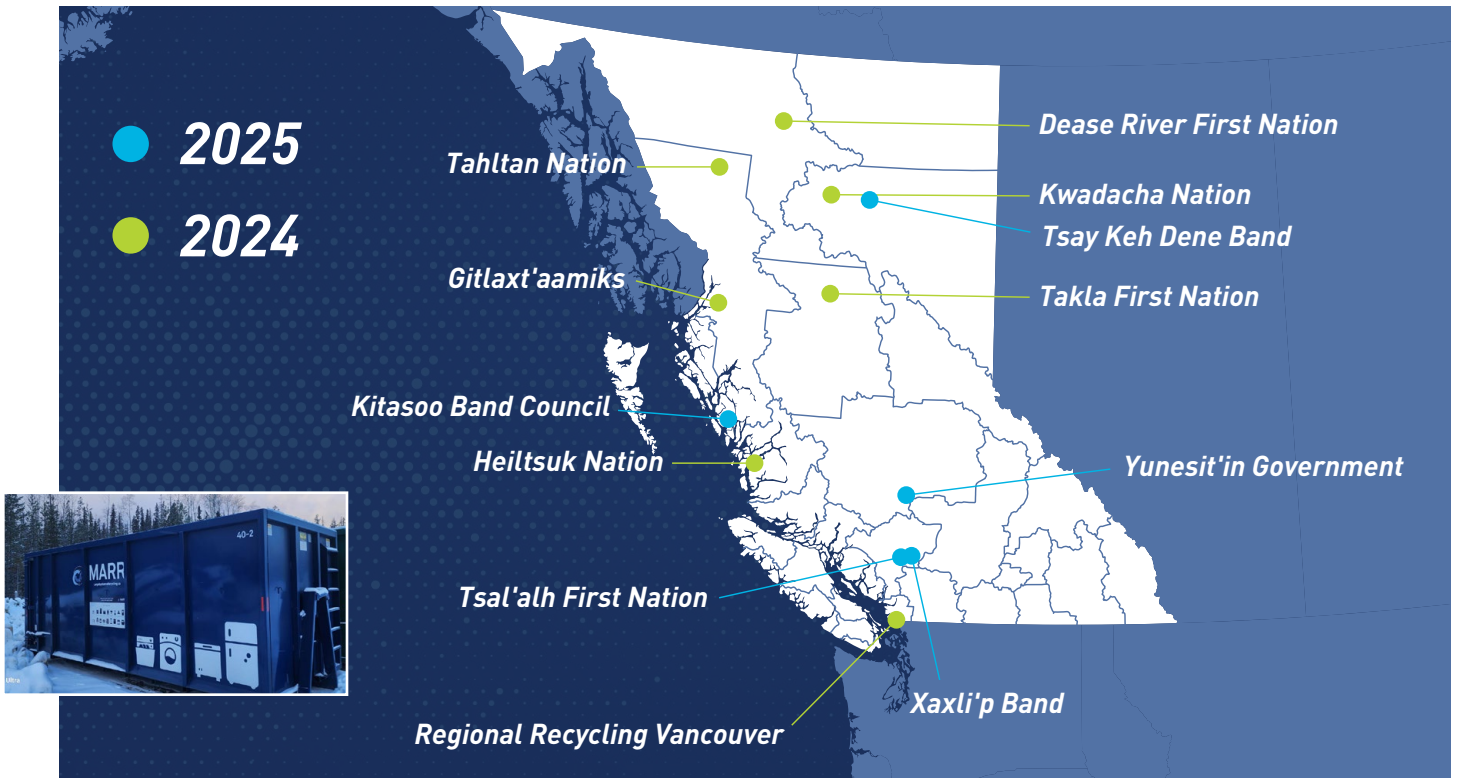 2025
2024
Tahltan Nation
Gitlaxt'aamiks
Kitasoo Band Council
Heiltsuk Nation
Tsal'alh First Nation
Regional Recycling Vancouver
Dease River First Nation
Kwadacha Nation
Tsay Keh Dene Band
Takla First Nation
Yunesit'in Government
Xaxli'p Band
40-2
MARR